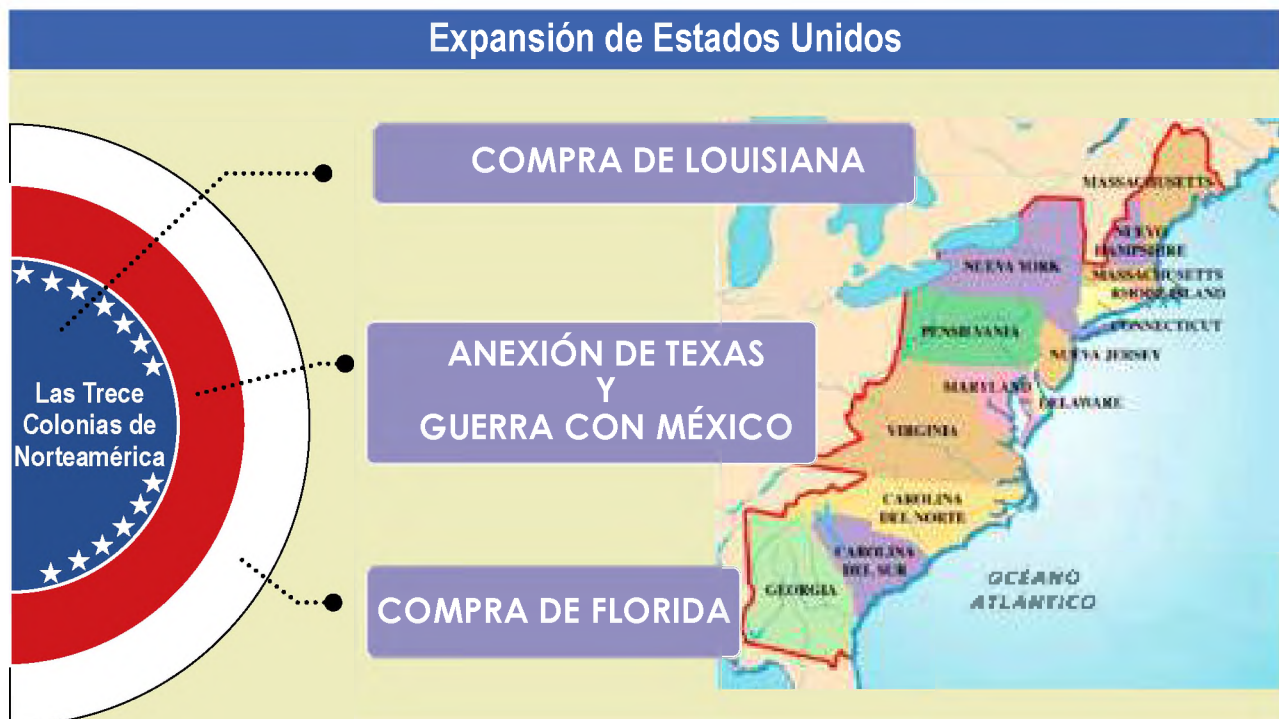 Expansión de Estados Unidos
COMPRA DE LOUISIANA
ANEXIÓN DE TEXAS
Y
GUERRA CON MÉXICO
COMPRA DE FLORIDA
Las Trece
Colonias de
Norteamérica
MASSACHUSETTS
NUEVO
HAMPSHIRE
NUEVA YORK
MASSACHUSETTS
RHODE ISLAND
CONNECTICUT
PENSILVANIA
NUEVA JERSEY
MARYLAND
DELAWARE
VIRGINIA
CAROLINA
DEL NORTE
CAROLINA
DEL SUR
GEORGIA
OCÉANO
ATLÁNTICO